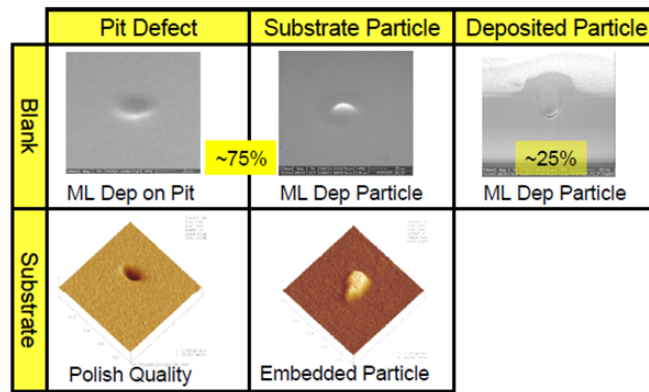 Pit Defect
Substrate Particle
Deposited Particle
Blank
~75%
~25%
ML Dep on Pit
ML Dep Particle
ML Dep Particle
Substrate
Polish Quality
Embedded Particle